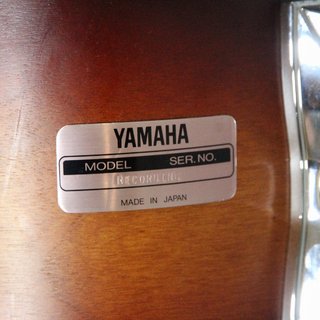 YAMAHA
MODEL SER. NO.
RECORDING
MADE IN JAPAN